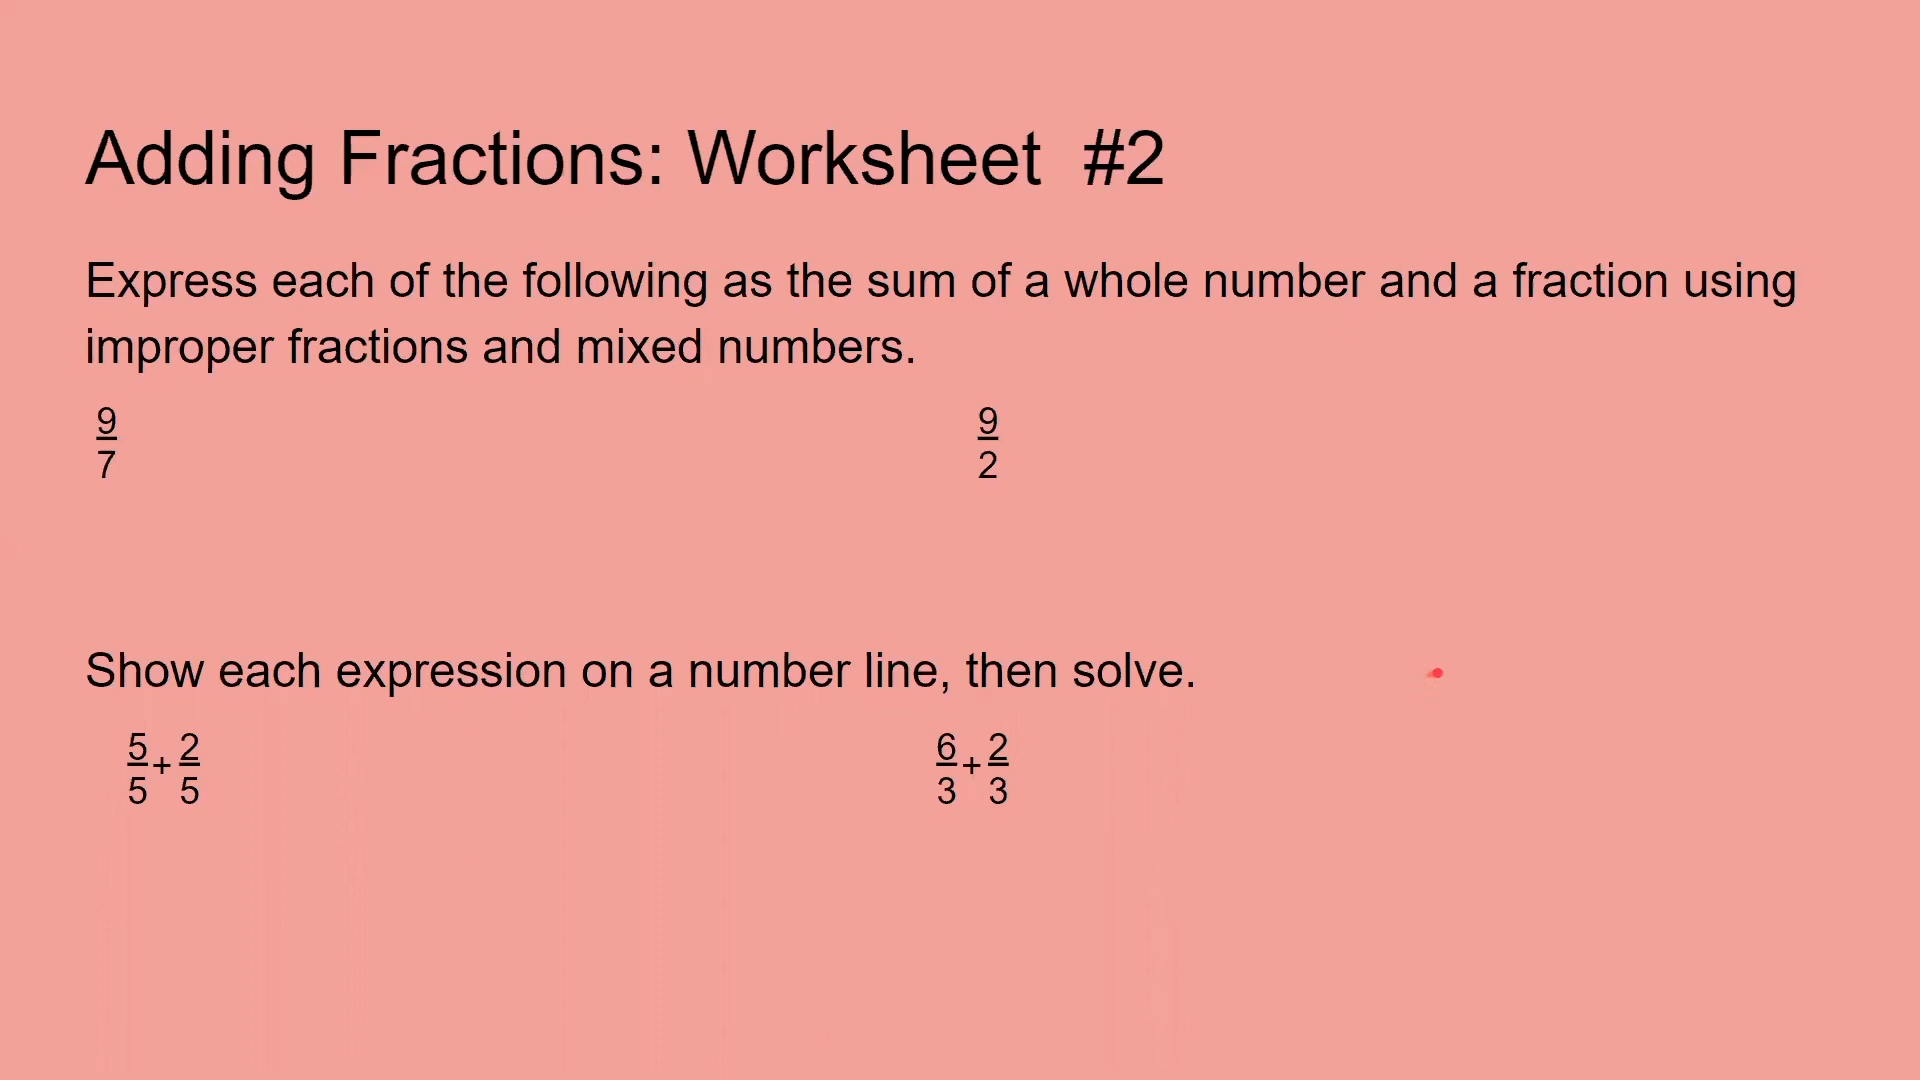 Adding Fractions: Worksheet #2
Express each of the following as the sum of a whole number and a fraction using
improper fractions and mixed numbers.
9/7 9/2
Show each expression on a number line, then solve.
5/5 + 2/5 6/3 + 2/3